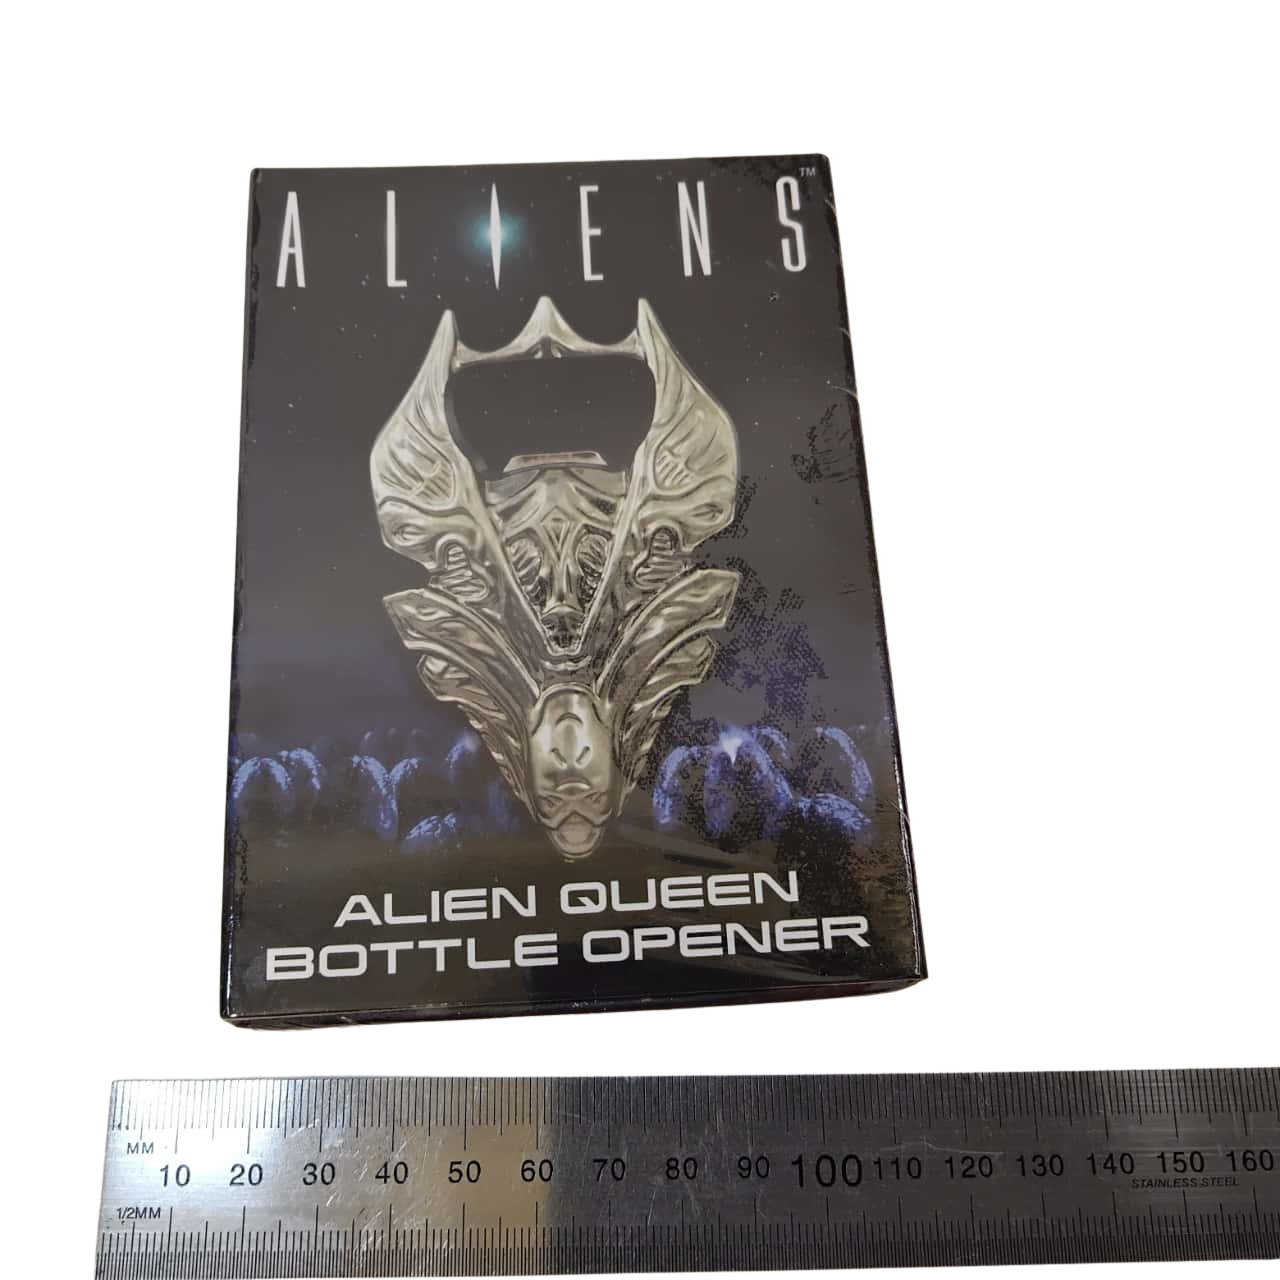 ALIENS™
ALIEN QUEEN
BOTTLE OPENER
MM
10 20 30 40 50 60 70 80 90 100 110 120 130 140 150 160
STAINLESS STEEL
1/2MM